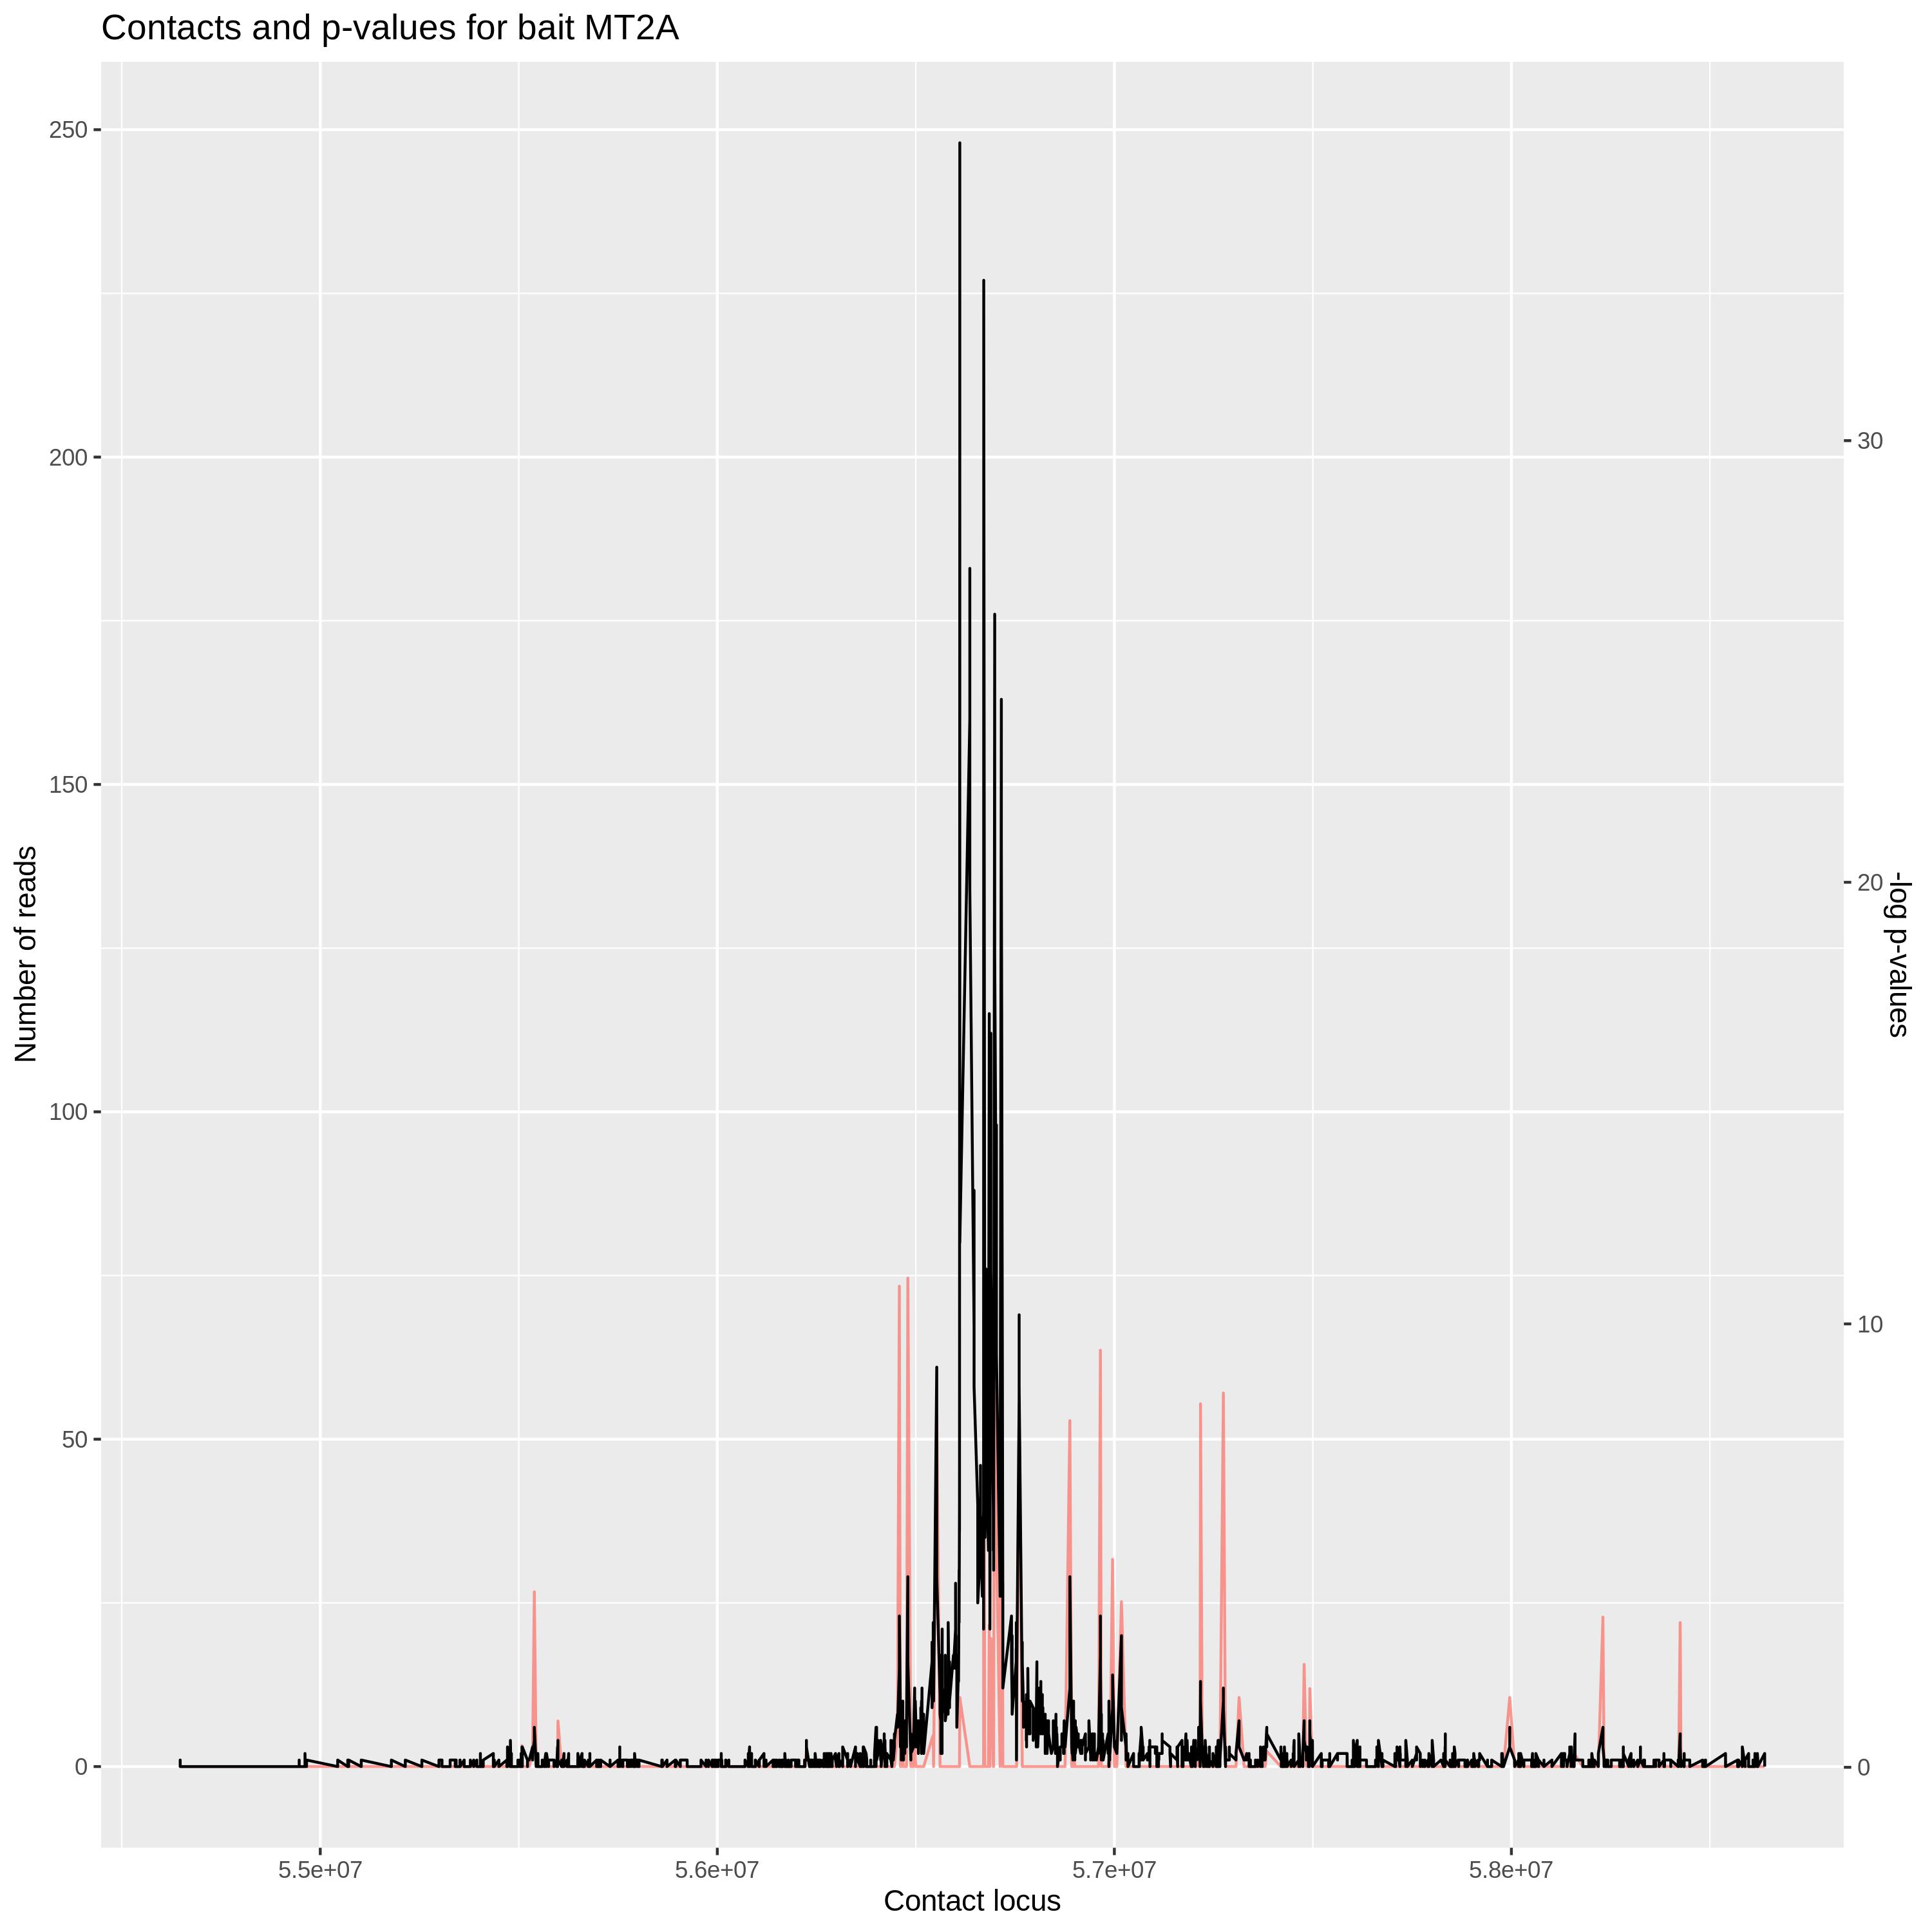 Contacts and p-values for bait MT2A
250
200
150
100
50
0
Number of reads
30
20
10
0
-log p-values
5.5e+07
5.6e+07
5.7e+07
5.8e+07
Contact locus